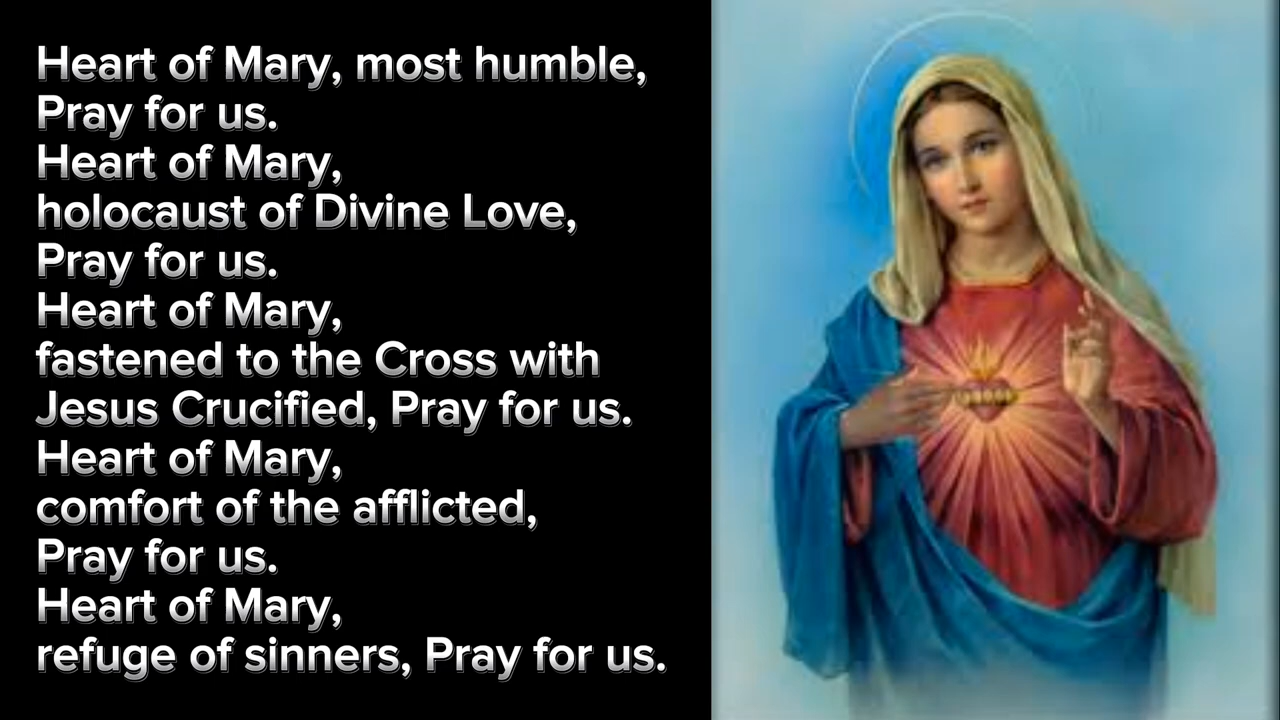 Heart of Mary, most humble,
Pray for us.
Heart of Mary,
holocaust of Divine Love,
Pray for us.
Heart of Mary,
fastened to the Cross with
Jesus Crucified, Pray for us.
Heart of Mary,
comfort of the afflicted,
Pray for us.
Heart of Mary,
refuge of sinners, Pray for us.